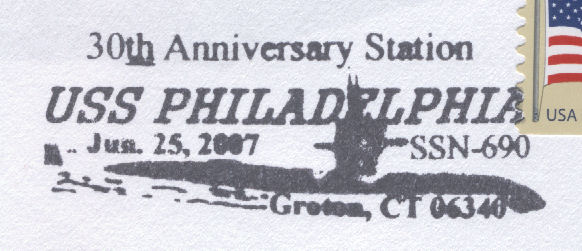 30th Anniversary Station
USS PHILADELPHIA
Jun. 25, 2007
SSN-690
Groton, CT 06340
USA